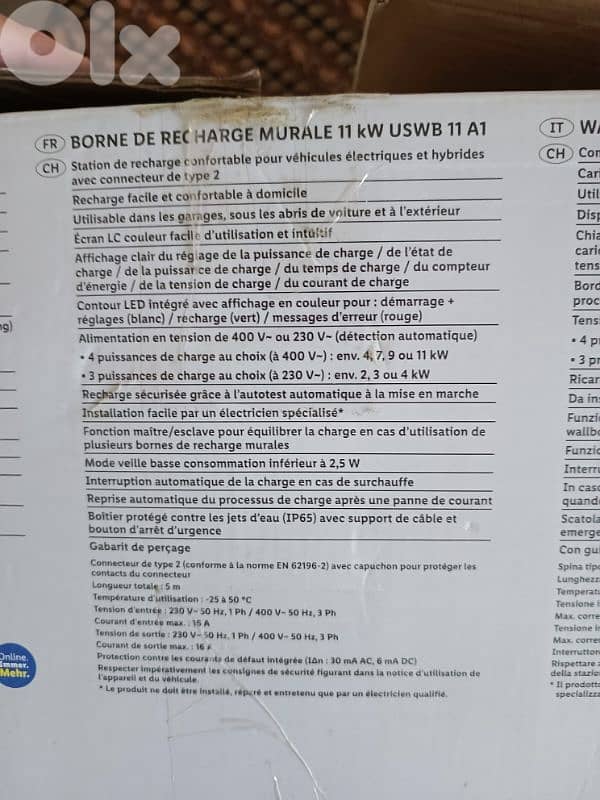 olx
FR BORNE DE RECHARGE MURALE 11 kW USWB 11 A1
CH Station de recharge confortable pour véhicules électriques et hybrides
avec connecteur de type 2
Recharge facile et confortable à domicile
Utilisable dans les garages, sous les abris de voiture et à l'extérieur
Écran LC couleur facile d'utilisation et intuitif
Affichage clair du réglage de la puissance de charge / de l'état de
charge / de la puissance de charge / du temps de charge / du compteur
d'énergie / de la tension de charge / du courant de charge
Contour LED intégré avec affichage en couleur pour : démarrage +
réglages (blanc) / recharge (vert) / messages d'erreur (rouge)
Alimentation en tension de 400 V~ ou 230 V~ (détection automatique)
• 4 puissances de charge au choix (à 400 V~) : env. 4, 7, 9 ou 11 kW
• 3 puissances de charge au choix (à 230 V~) : env. 2, 3 ou 4 kW
Recharge sécurisée grâce à l'autotest automatique à la mise en marche
Installation facile par un électricien spécialisé*
Fonction maître/esclave pour équilibrer la charge en cas d'utilisation de
plusieurs bornes de recharge murales
Mode veille basse consommation inférieur à 2,5 W
Interruption automatique de la charge en cas de surchauffe
Reprise automatique du processus de charge après une panne de courant
Boîtier protégé contre les jets d'eau (IP65) avec support de câble et
bouton d'arrêt d'urgence
Gabarit de perçage
Connecteur de type 2 (conforme à la norme EN 62196-2) avec capuchon pour protéger les
contacts du connecteur
Longueur totale : 5 m
Température d'utilisation : -25 à 50 °C
Tension d'entrée : 230 V~ 50 Hz, 1 Ph / 400 V~ 50 Hz, 3 Ph
Courant d'entrée max. : 16 A
Tension de sortie : 230 V~ 50 Hz, 1 Ph / 400 V~ 50 Hz, 3 Ph
Courant de sortie max. : 16 A
Protection contre les courants de défaut intégrée (IΔn : 30 mA AC, 6 mA DC)
Respecter impérativement les consignes de sécurité figurant dans la notice d'utilisation de
l'appareil et du véhicule.
* Le produit ne doit être installé, réparé et entretenu que par un électricien qualifié.
Online.
Immer.
Mehr.
IT
CH
• 4
• 3
Da
In caso
Con
Max.
Max.
Rispettare
* Il